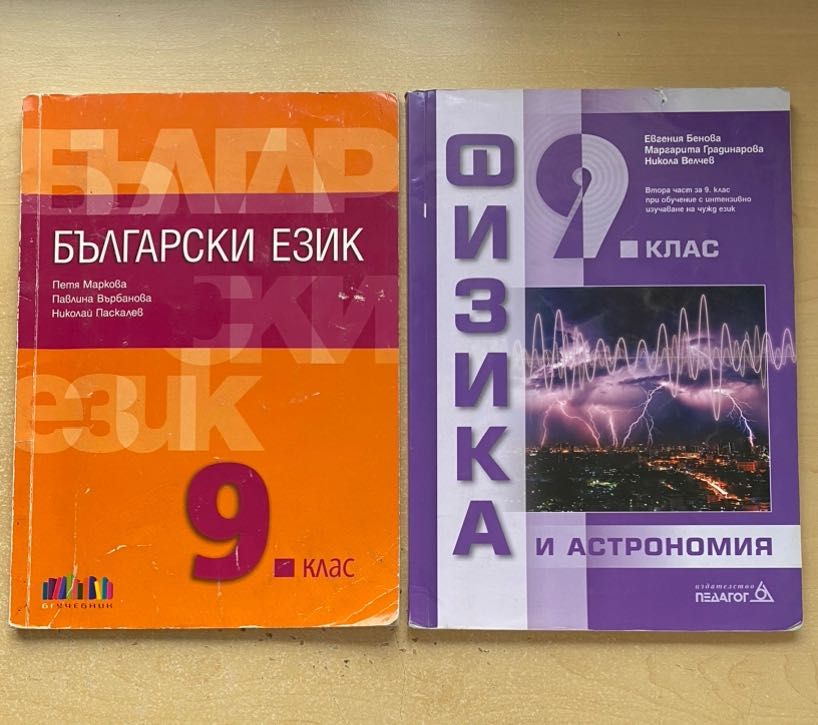 БЪЛГАР
СКИ
език
БЪЛГАРСКИ ЕЗИК
Петя Маркова
Павлина Върбанова
Николай Паскалев
9. клас
БГ УЧЕБНИК
ФИЗИКА
9. КЛАС
Евгения Бенова
Маргарита Градинарова
Никола Велчев
Втора част за 9. клас
при обучение с интензивно
изучаване на чужд език
И АСТРОНОМИЯ
издателство
ПЕДАГОГ 6